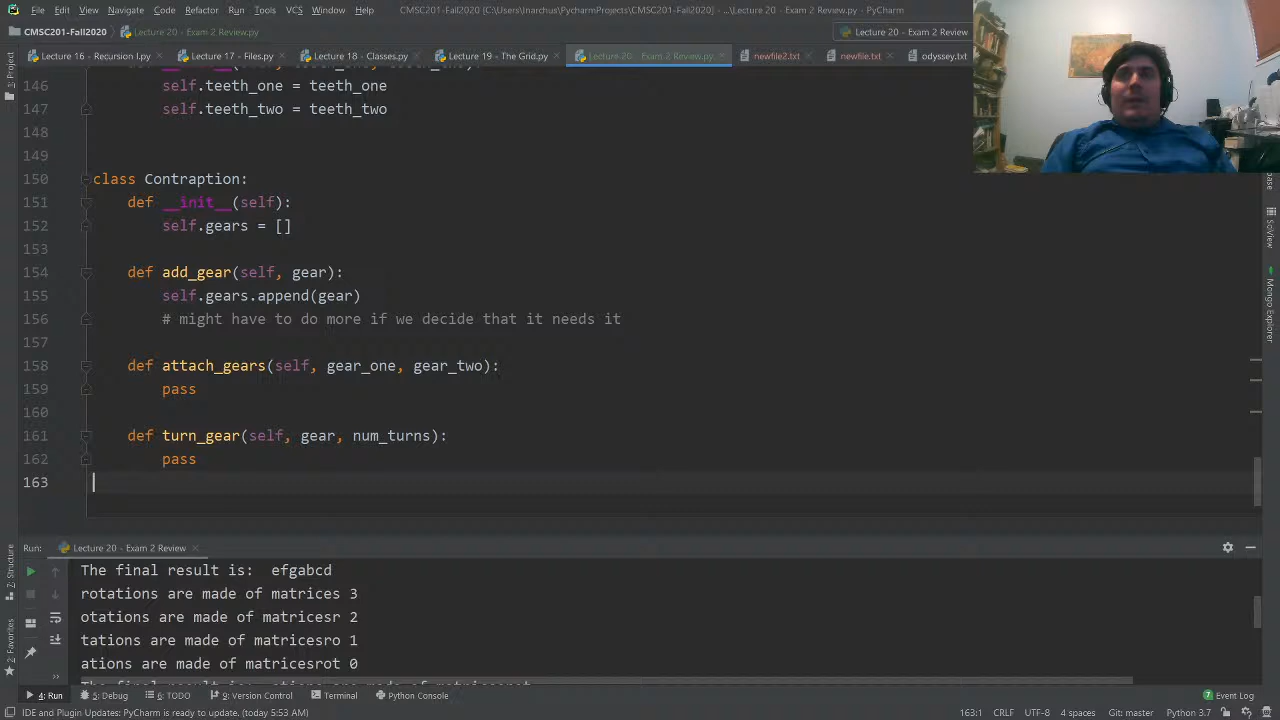 File Edit View Navigate Code Refactor Run Tools VCS Window Help CMSC201-Fall2020 [C:\Users\Inarchus\PycharmProjects\CMSC201-Fall2020] - ...\Lecture 20 - Exam 2 Review.py - PyCharm
CMSC201-Fall2020 Lecture 20 - Exam 2 Review.py Lecture 20 - Exam 2 Review
Lecture 16 - Recursion I.py Lecture 17 - Files.py Lecture 18 - Classes.py Lecture 19 - The Grid.py Lecture 20 - Exam 2 Review.py newfile2.txt newfile.txt odyssey.txt
1: Project
146 self.teeth_one = teeth_one
147 self.teeth_two = teeth_two
148
149
150 class Contraption:
151 def __init__(self):
152 self.gears = []
153
154 def add_gear(self, gear):
155 self.gears.append(gear)
156 # might have to do more if we decide that it needs it
157
158 def attach_gears(self, gear_one, gear_two):
159 pass
160
161 def turn_gear(self, gear, num_turns):
162 pass
163
SciView
Mongo Explorer
Run: Lecture 20 - Exam 2 Review
The final result is:  efgabcd
rotations are made of matrices 3
otations are made of matricesr 2
tations are made of matricesro 1
ations are made of matricesrot 0
Z: Structure
2: Favorites
4: Run 5: Debug 6: TODO 9: Version Control Terminal Python Console Event Log
IDE and Plugin Updates: PyCharm is ready to update. (today 5:53 AM) 163:1 CRLF UTF-8 4 spaces Git: master Python 3.7